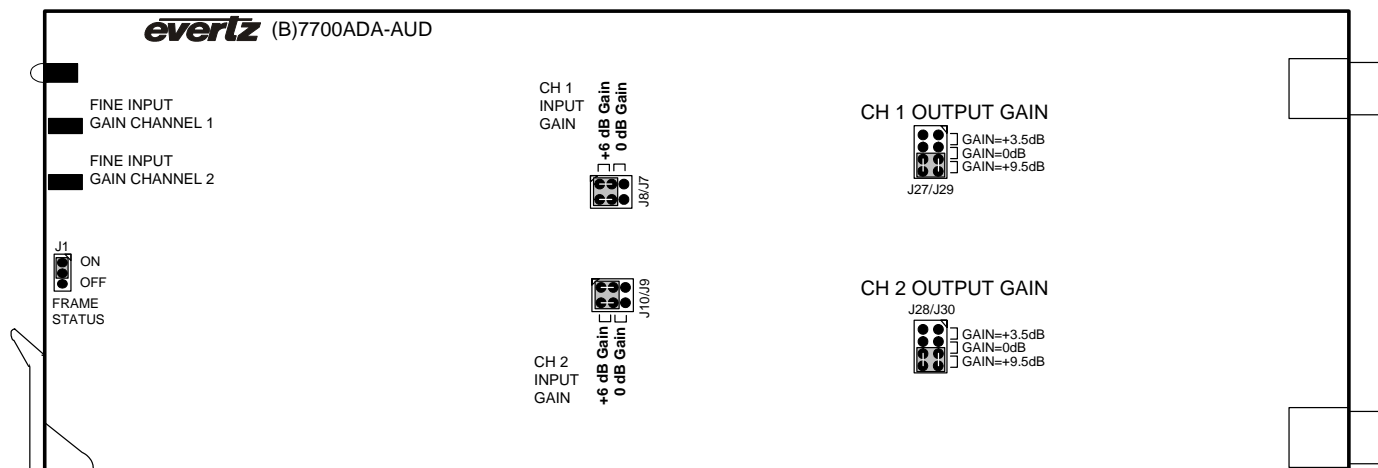 evertz (B)7700ADA-AUD
FINE INPUT
GAIN CHANNEL 1
FINE INPUT
GAIN CHANNEL 2
J1
ON
OFF
FRAME
STATUS
CH 1
INPUT
GAIN
+6 dB Gain
0 dB Gain
J8/J7
J10/J9
+6 dB Gain
0 dB Gain
CH 2
INPUT
GAIN
CH 1 OUTPUT GAIN
GAIN=+3.5dB
GAIN=0dB
GAIN=+9.5dB
J27/J29
CH 2 OUTPUT GAIN
J28/J30
GAIN=+3.5dB
GAIN=0dB
GAIN=+9.5dB